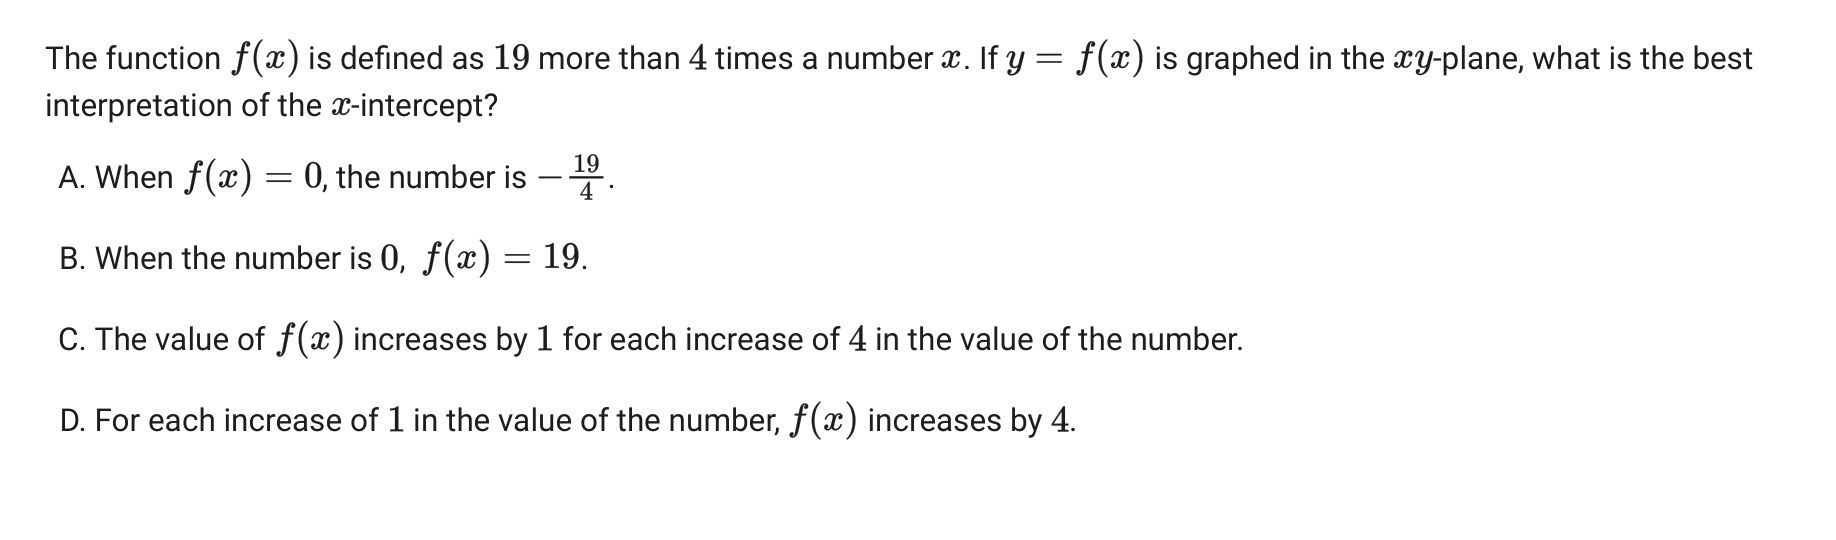 The function f(x) is defined as 19 more than 4 times a number x. If y = f(x) is graphed in the xy-plane, what is the best
interpretation of the x-intercept?
A. When f(x) = 0, the number is −19/4.
B. When the number is 0, f(x) = 19.
C. The value of f(x) increases by 1 for each increase of 4 in the value of the number.
D. For each increase of 1 in the value of the number, f(x) increases by 4.